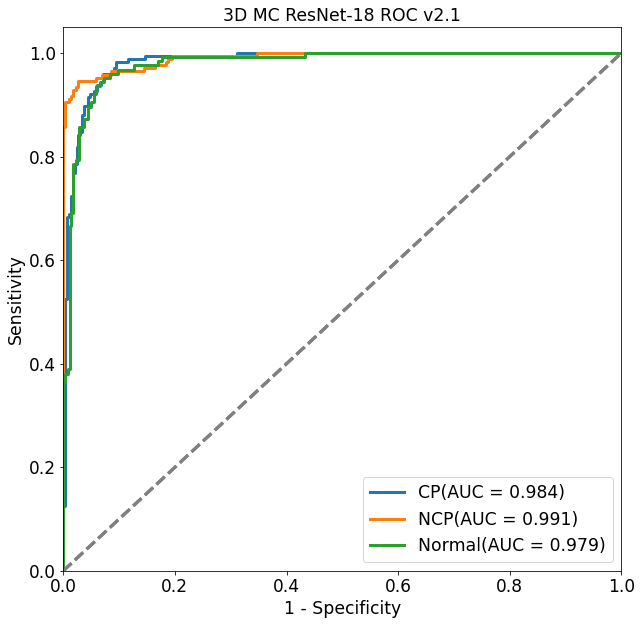 3D MC ResNet-18 ROC v2.1
Sensitivity
1.0
0.8
0.6
0.4
0.2
0.0
CP(AUC = 0.984)
NCP(AUC = 0.991)
Normal(AUC = 0.979)
0.0 0.2 0.4 0.6 0.8 1.0
1 - Specificity